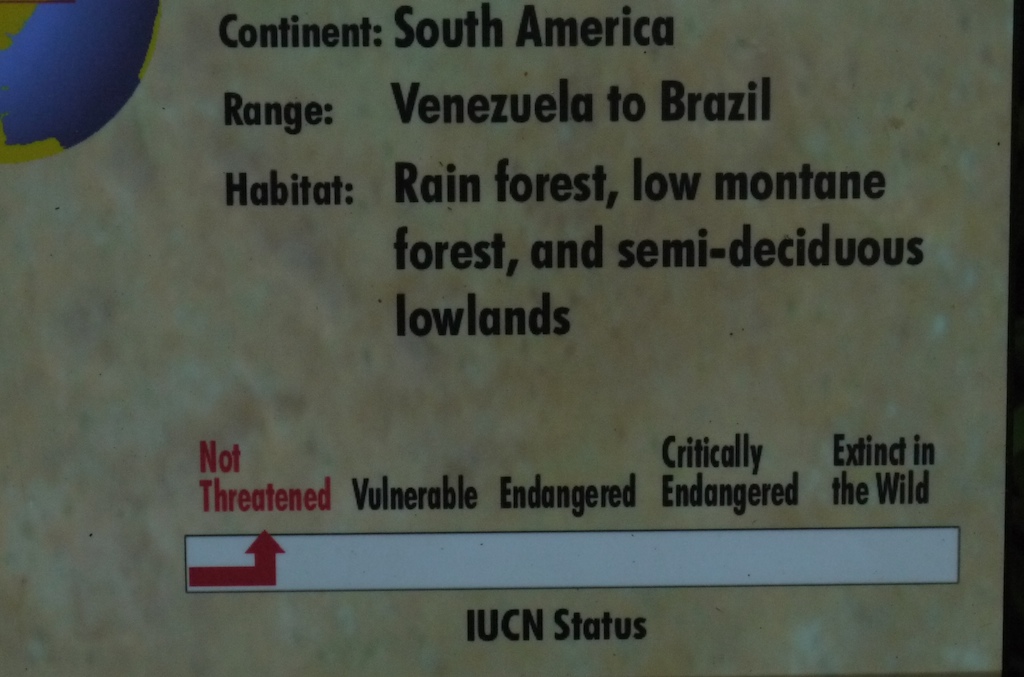 Continent: South America
Range: Venezuela to Brazil
Habitat: Rain forest, low montane
forest, and semi-deciduous
lowlands
Not
Threatened
Vulnerable
Endangered
Critically
Endangered
Extinct in
the Wild
IUCN Status